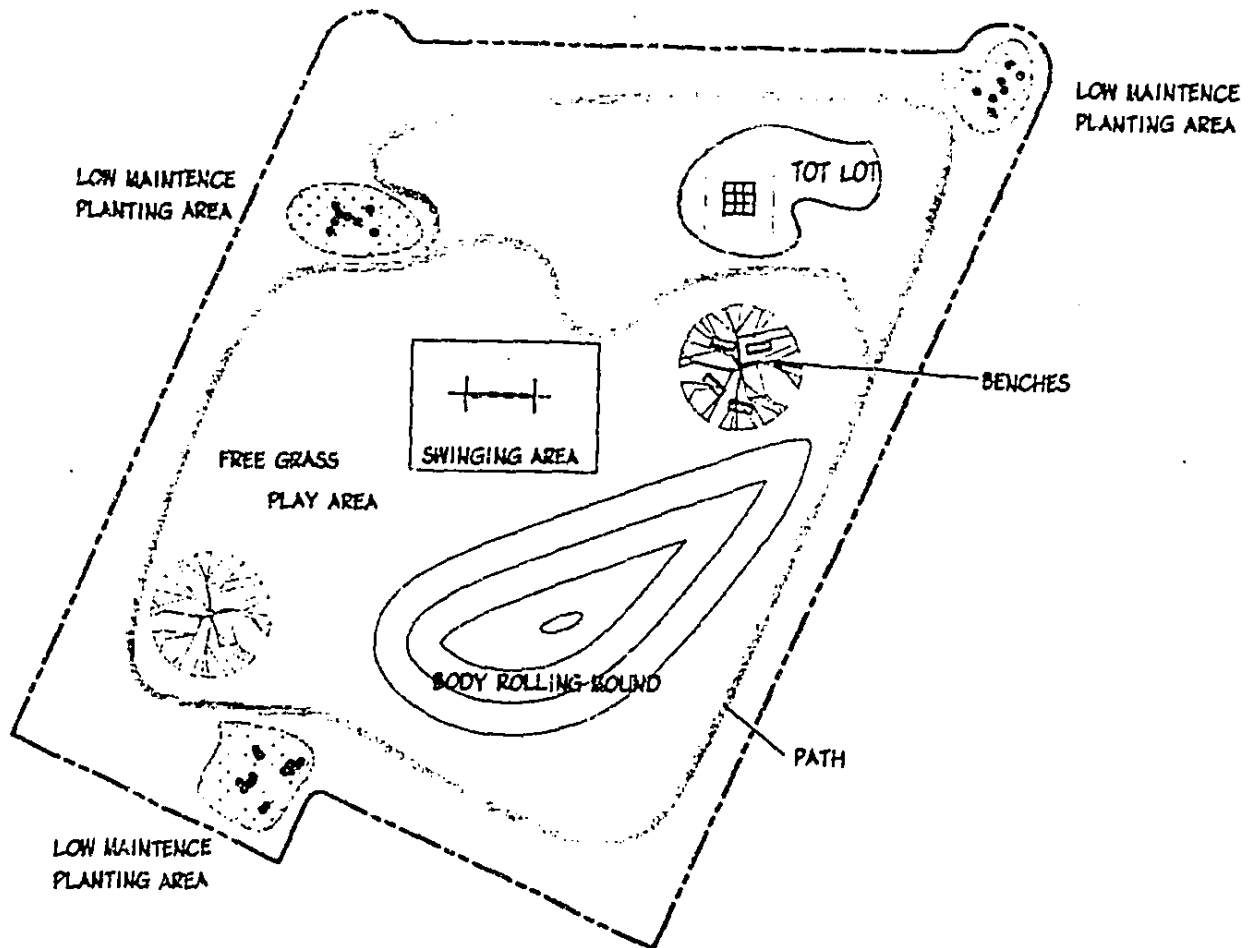 LOW MAINTENCE
PLANTING AREA
LOW MAINTENCE
PLANTING AREA
TOT LOT
BENCHES
SWINGING AREA
FREE GRASS
PLAY AREA
BODY ROLLING MOUND
PATH
LOW MAINTENCE
PLANTING AREA